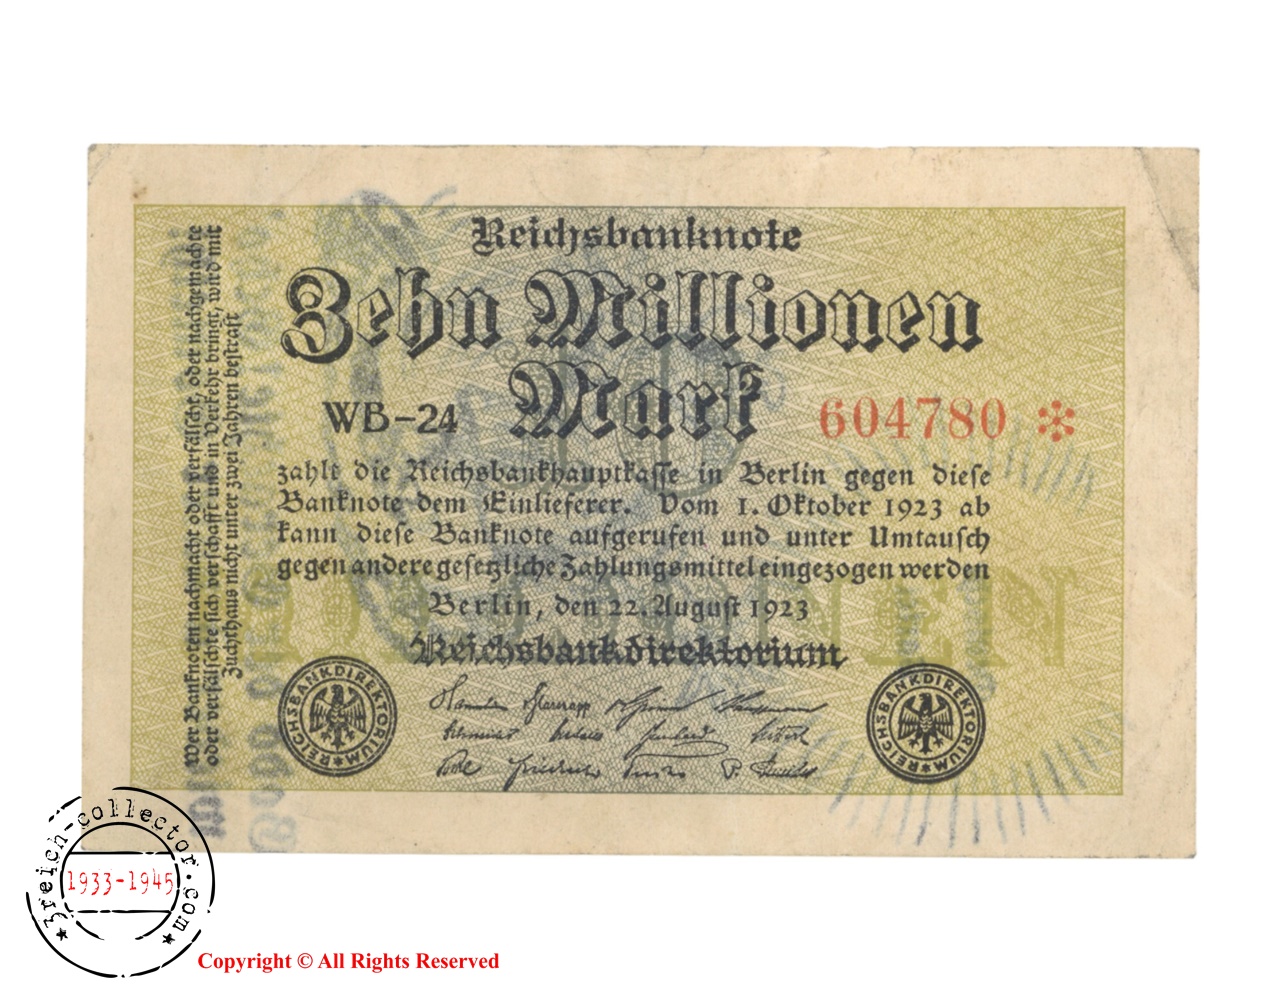 Reichsbanknote
Zehn Millionen
Mark
WB-24
604780 *
zahlt die Reichsbankhauptkasse in Berlin gegen diese
Banknote dem Einlieferer. Vom 1. Oktober 1923 ab
kann diese Banknote aufgerufen und unter Umtausch
gegen andere gesetzliche Zahlungsmittel eingezogen werden
Berlin, den 22. August 1923
Reichsbankdirektorium
Wer Banknoten nachmacht oder verfälscht, oder nachgemachte
oder verfälschte sich verschafft und in Verkehr bringt, wird mit
Zuchthaus nicht unter zwei Jahren bestraft
REICHSBANKDIREKTORIUM*
REICHSBANKDIREKTORIUM*
3reich-collector.com
1933-1945
Copyright © All Rights Reserved